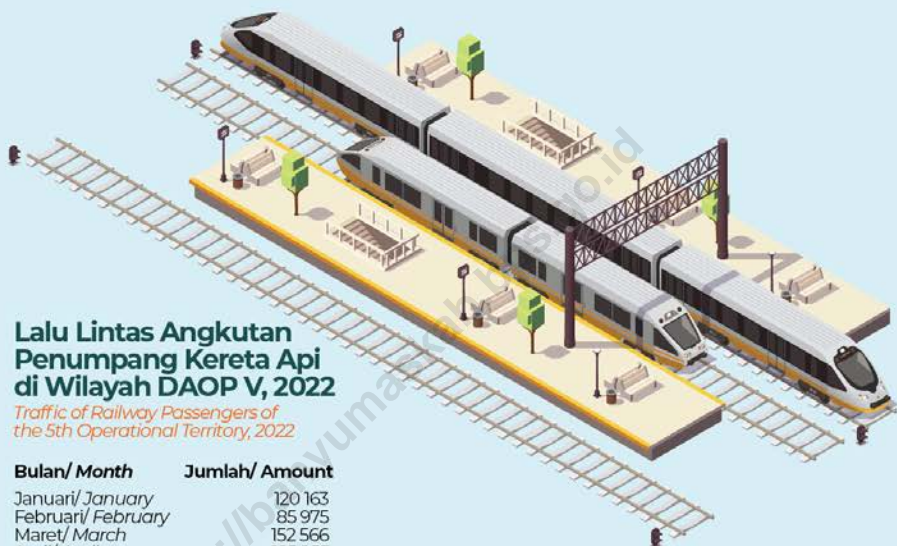 Lalu Lintas Angkutan
Penumpang Kereta Api
di Wilayah DAOP V, 2022
Traffic of Railway Passengers of
the 5th Operational Territory, 2022
Bulan/ Month Jumlah/ Amount
Januari/ January 120 163
Februari/ February 85 975
Maret/ March 152 566